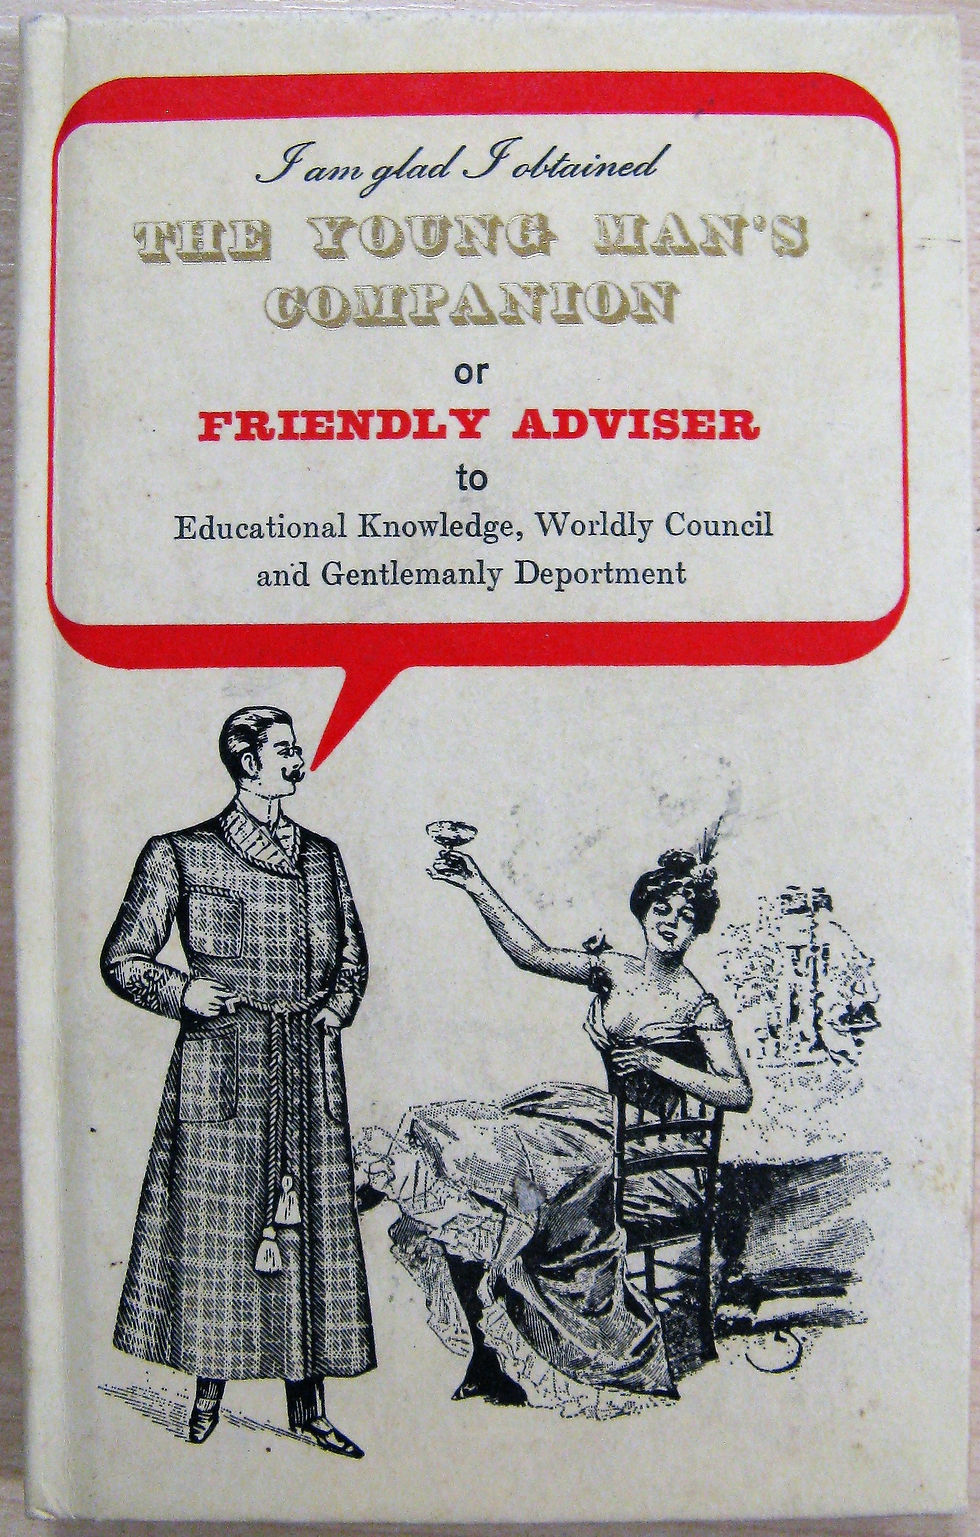 I am glad I obtained
THE YOUNG MAN'S
COMPANION
or
FRIENDLY ADVISER
to
Educational Knowledge, Worldly Council
and Gentlemanly Deportment